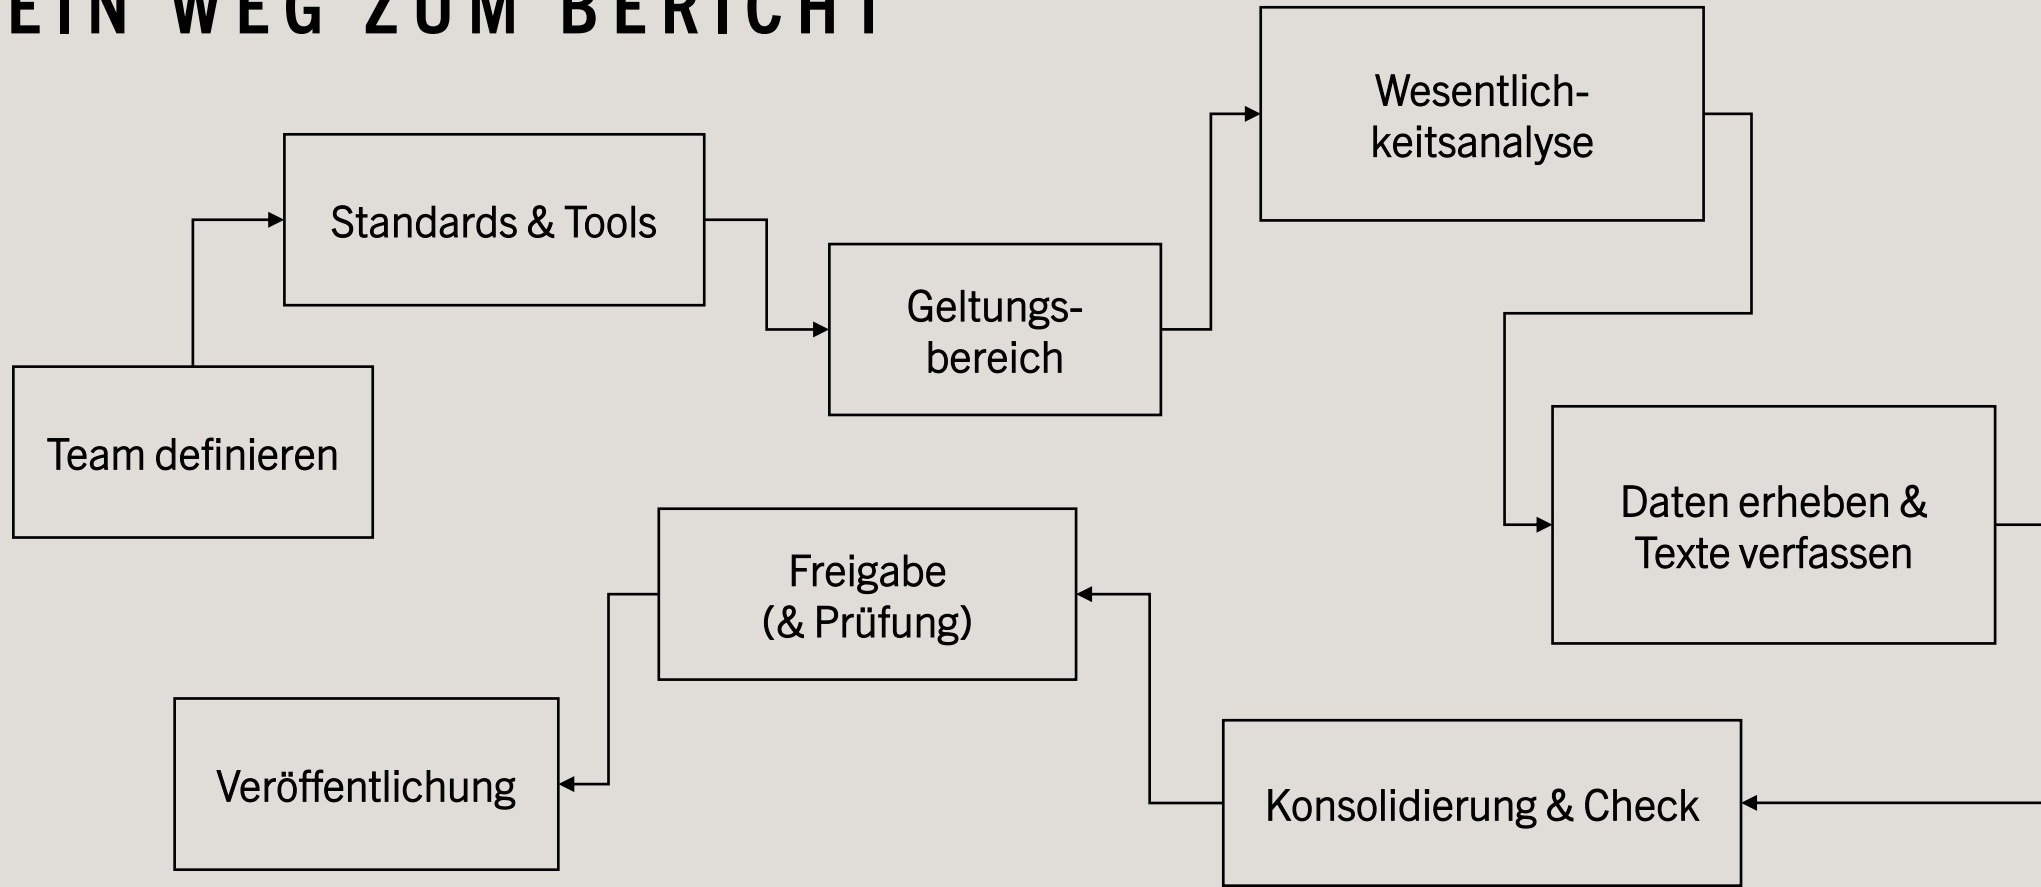 EIN WEG ZUM BERICHT
Team definieren
Standards & Tools
Geltungs-
bereich
Wesentlich-
keitsanalyse
Daten erheben &
Texte verfassen
Konsolidierung & Check
Freigabe
(& Prüfung)
Veröffentlichung